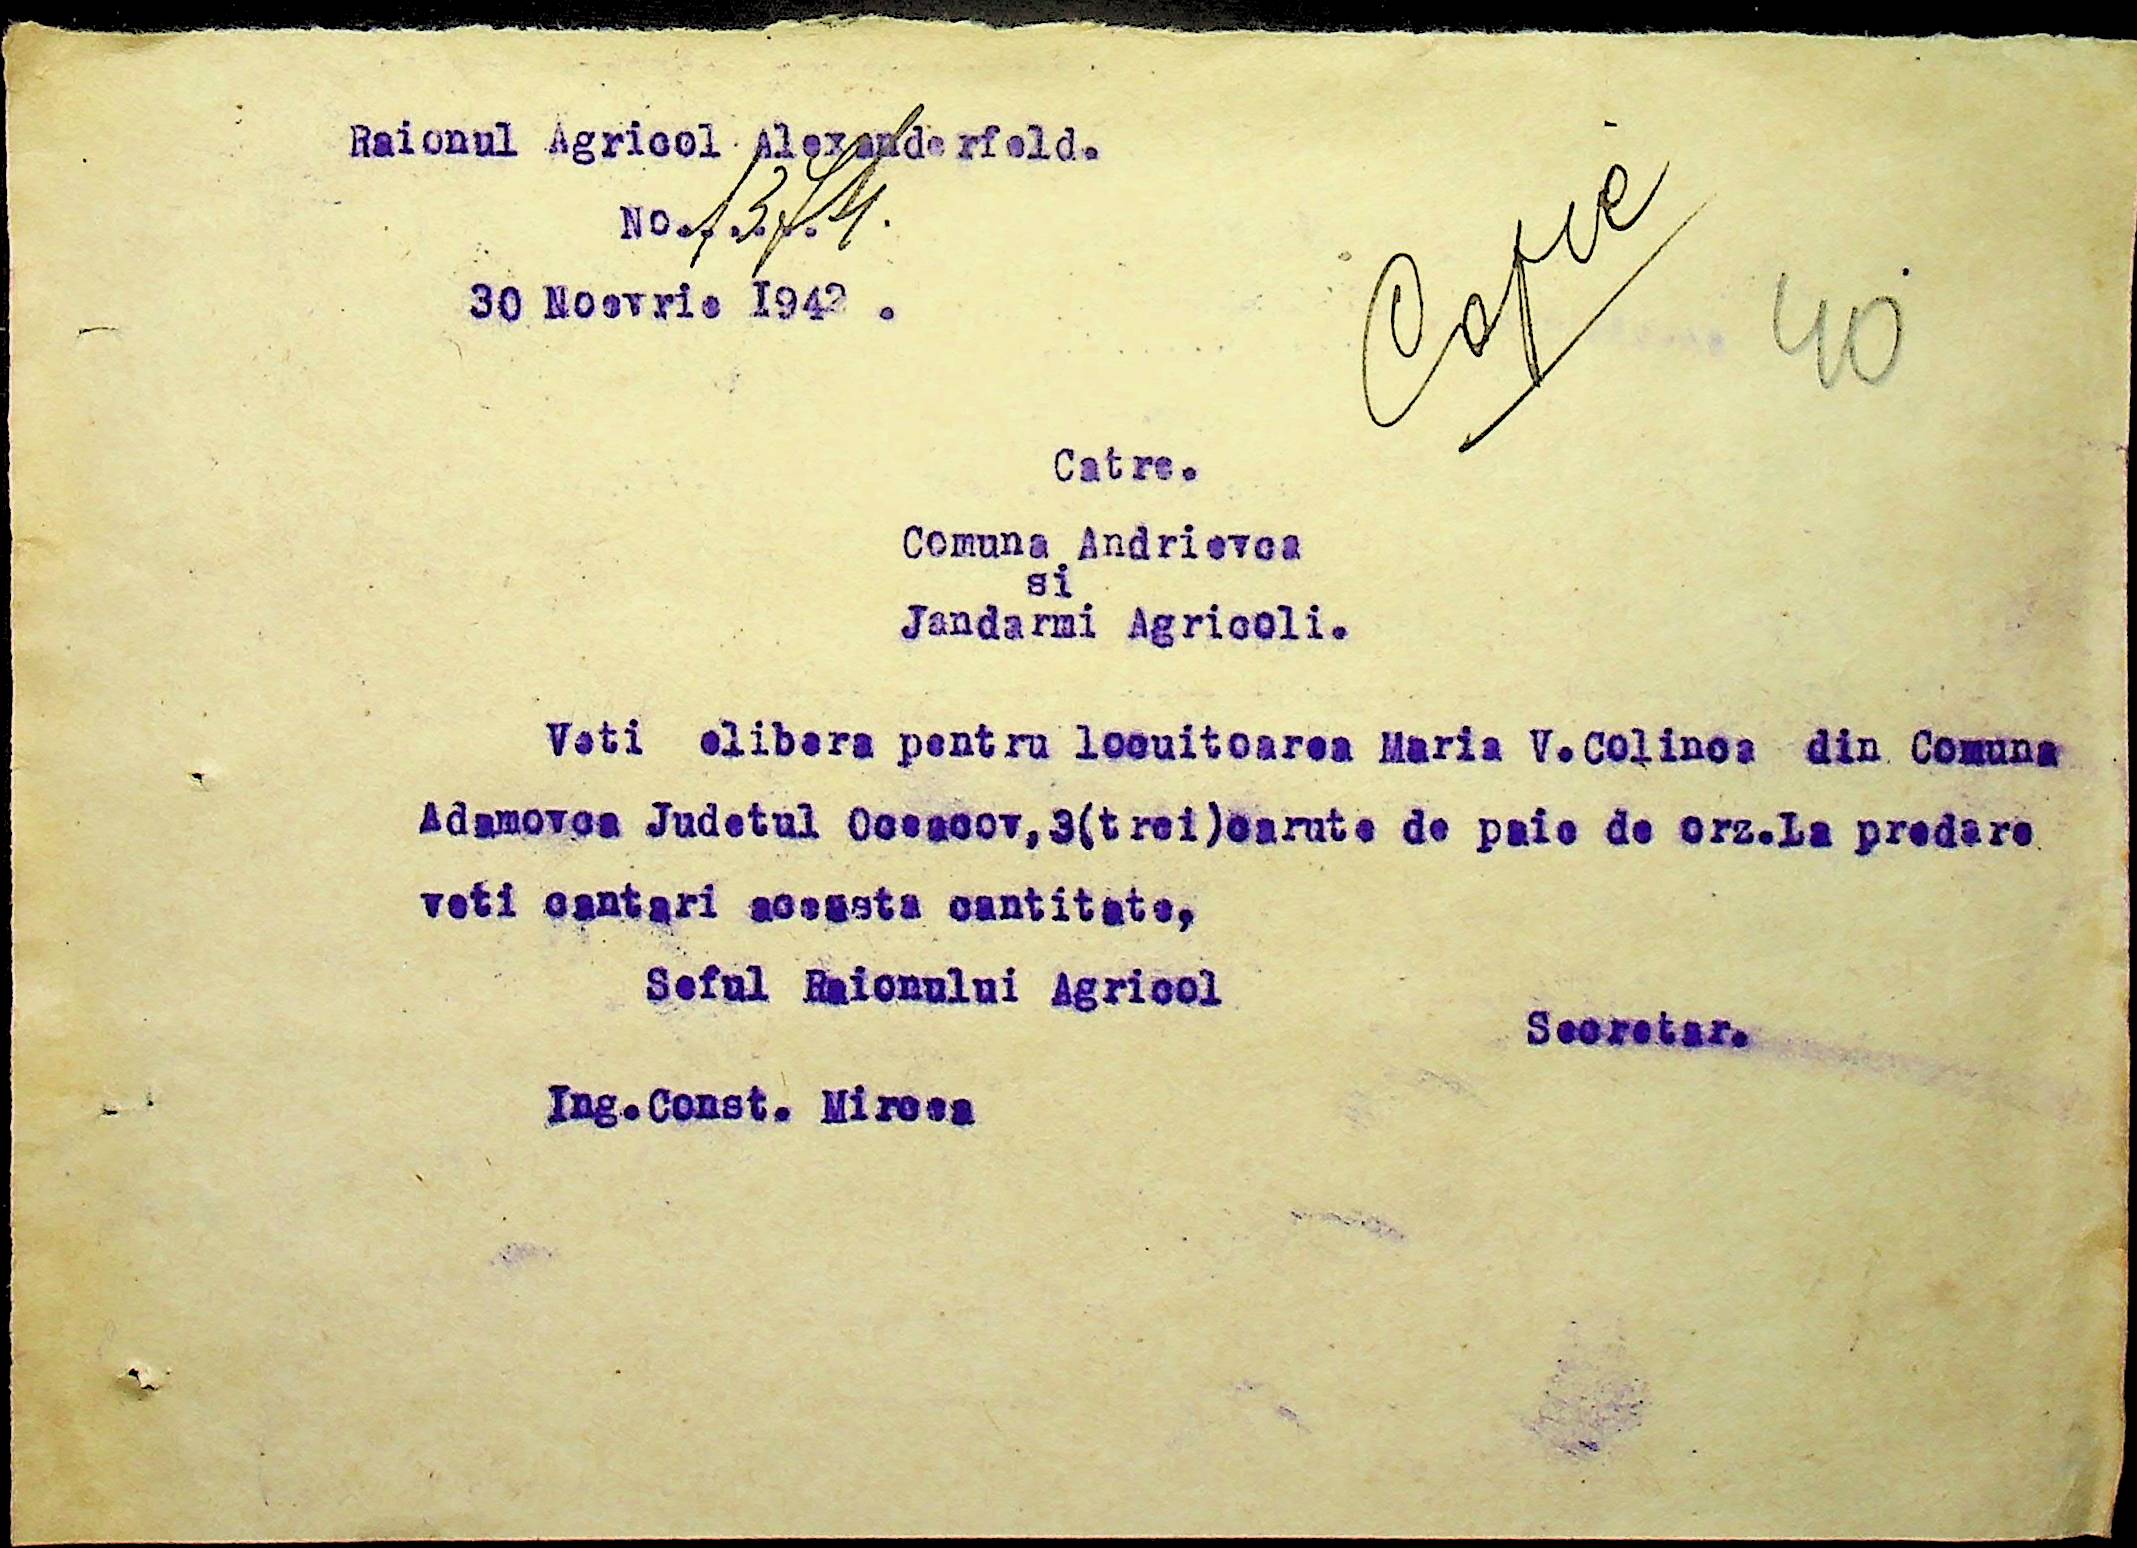 Raionul Agricol Alexanderfeld.
No. 1374.
30 Noevrie I942 .
Copie
40
Catre.
Comuna Andrievca
si
Jandarmi Agricoli.
Veti elibera pentru locuitoarea Maria V.Colinca din Comuna
Adamovca Judetul Oceacov,3(trei)carute de paie de orz.La predare
veti cantari aceasta cantitate,
Seful Raionului Agricol
Secretar.
Ing.Const. Mircea